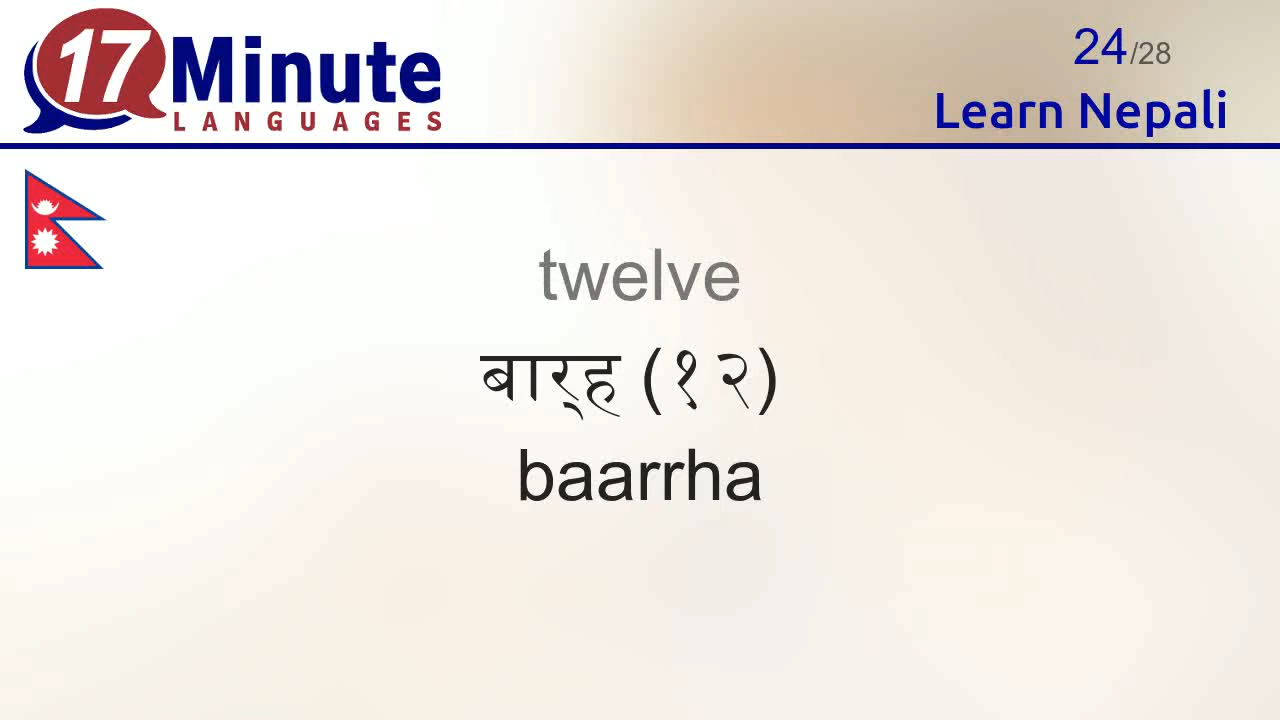 17 Minute
LANGUAGES
24/28
Learn Nepali
twelve
बार्‍ह (१२)
baarrha